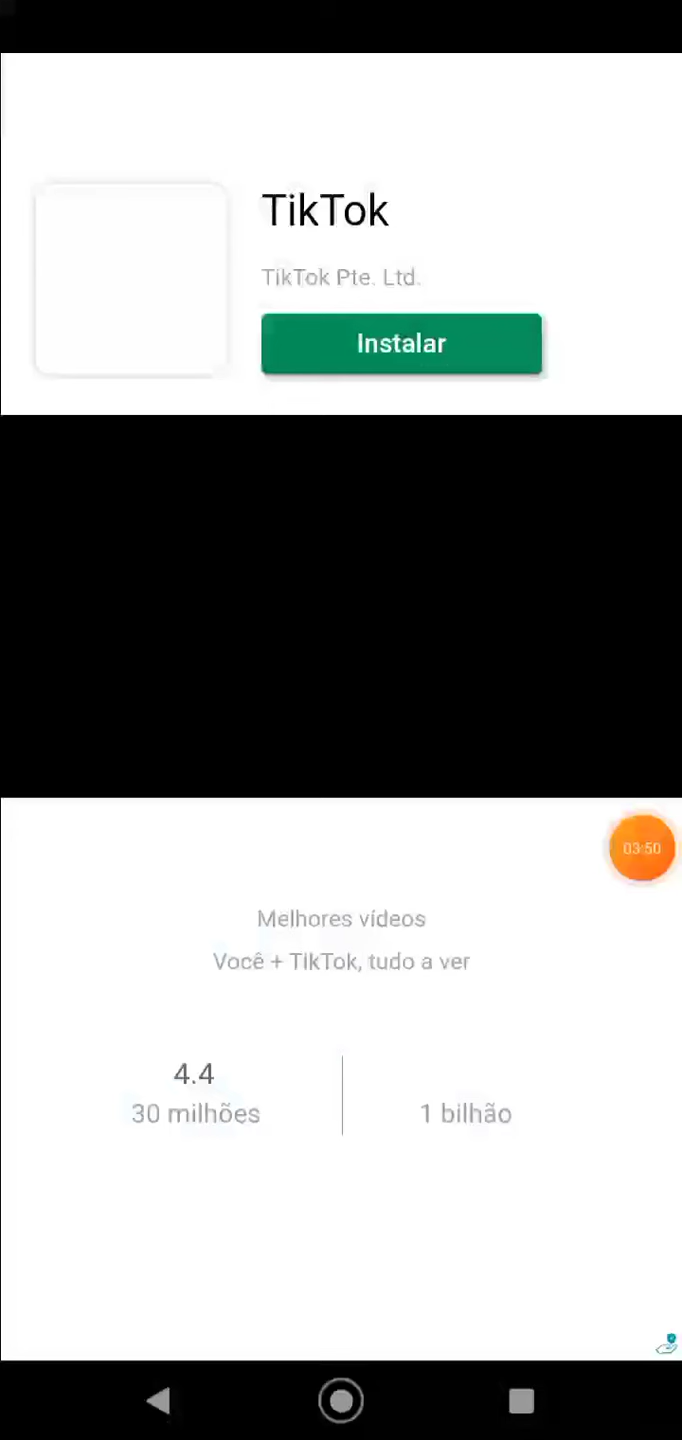 TikTok
TikTok Pte. Ltd.
Instalar
03:50
Melhores vídeos
Você + TikTok, tudo a ver
4.4
30 milhões
1 bilhão